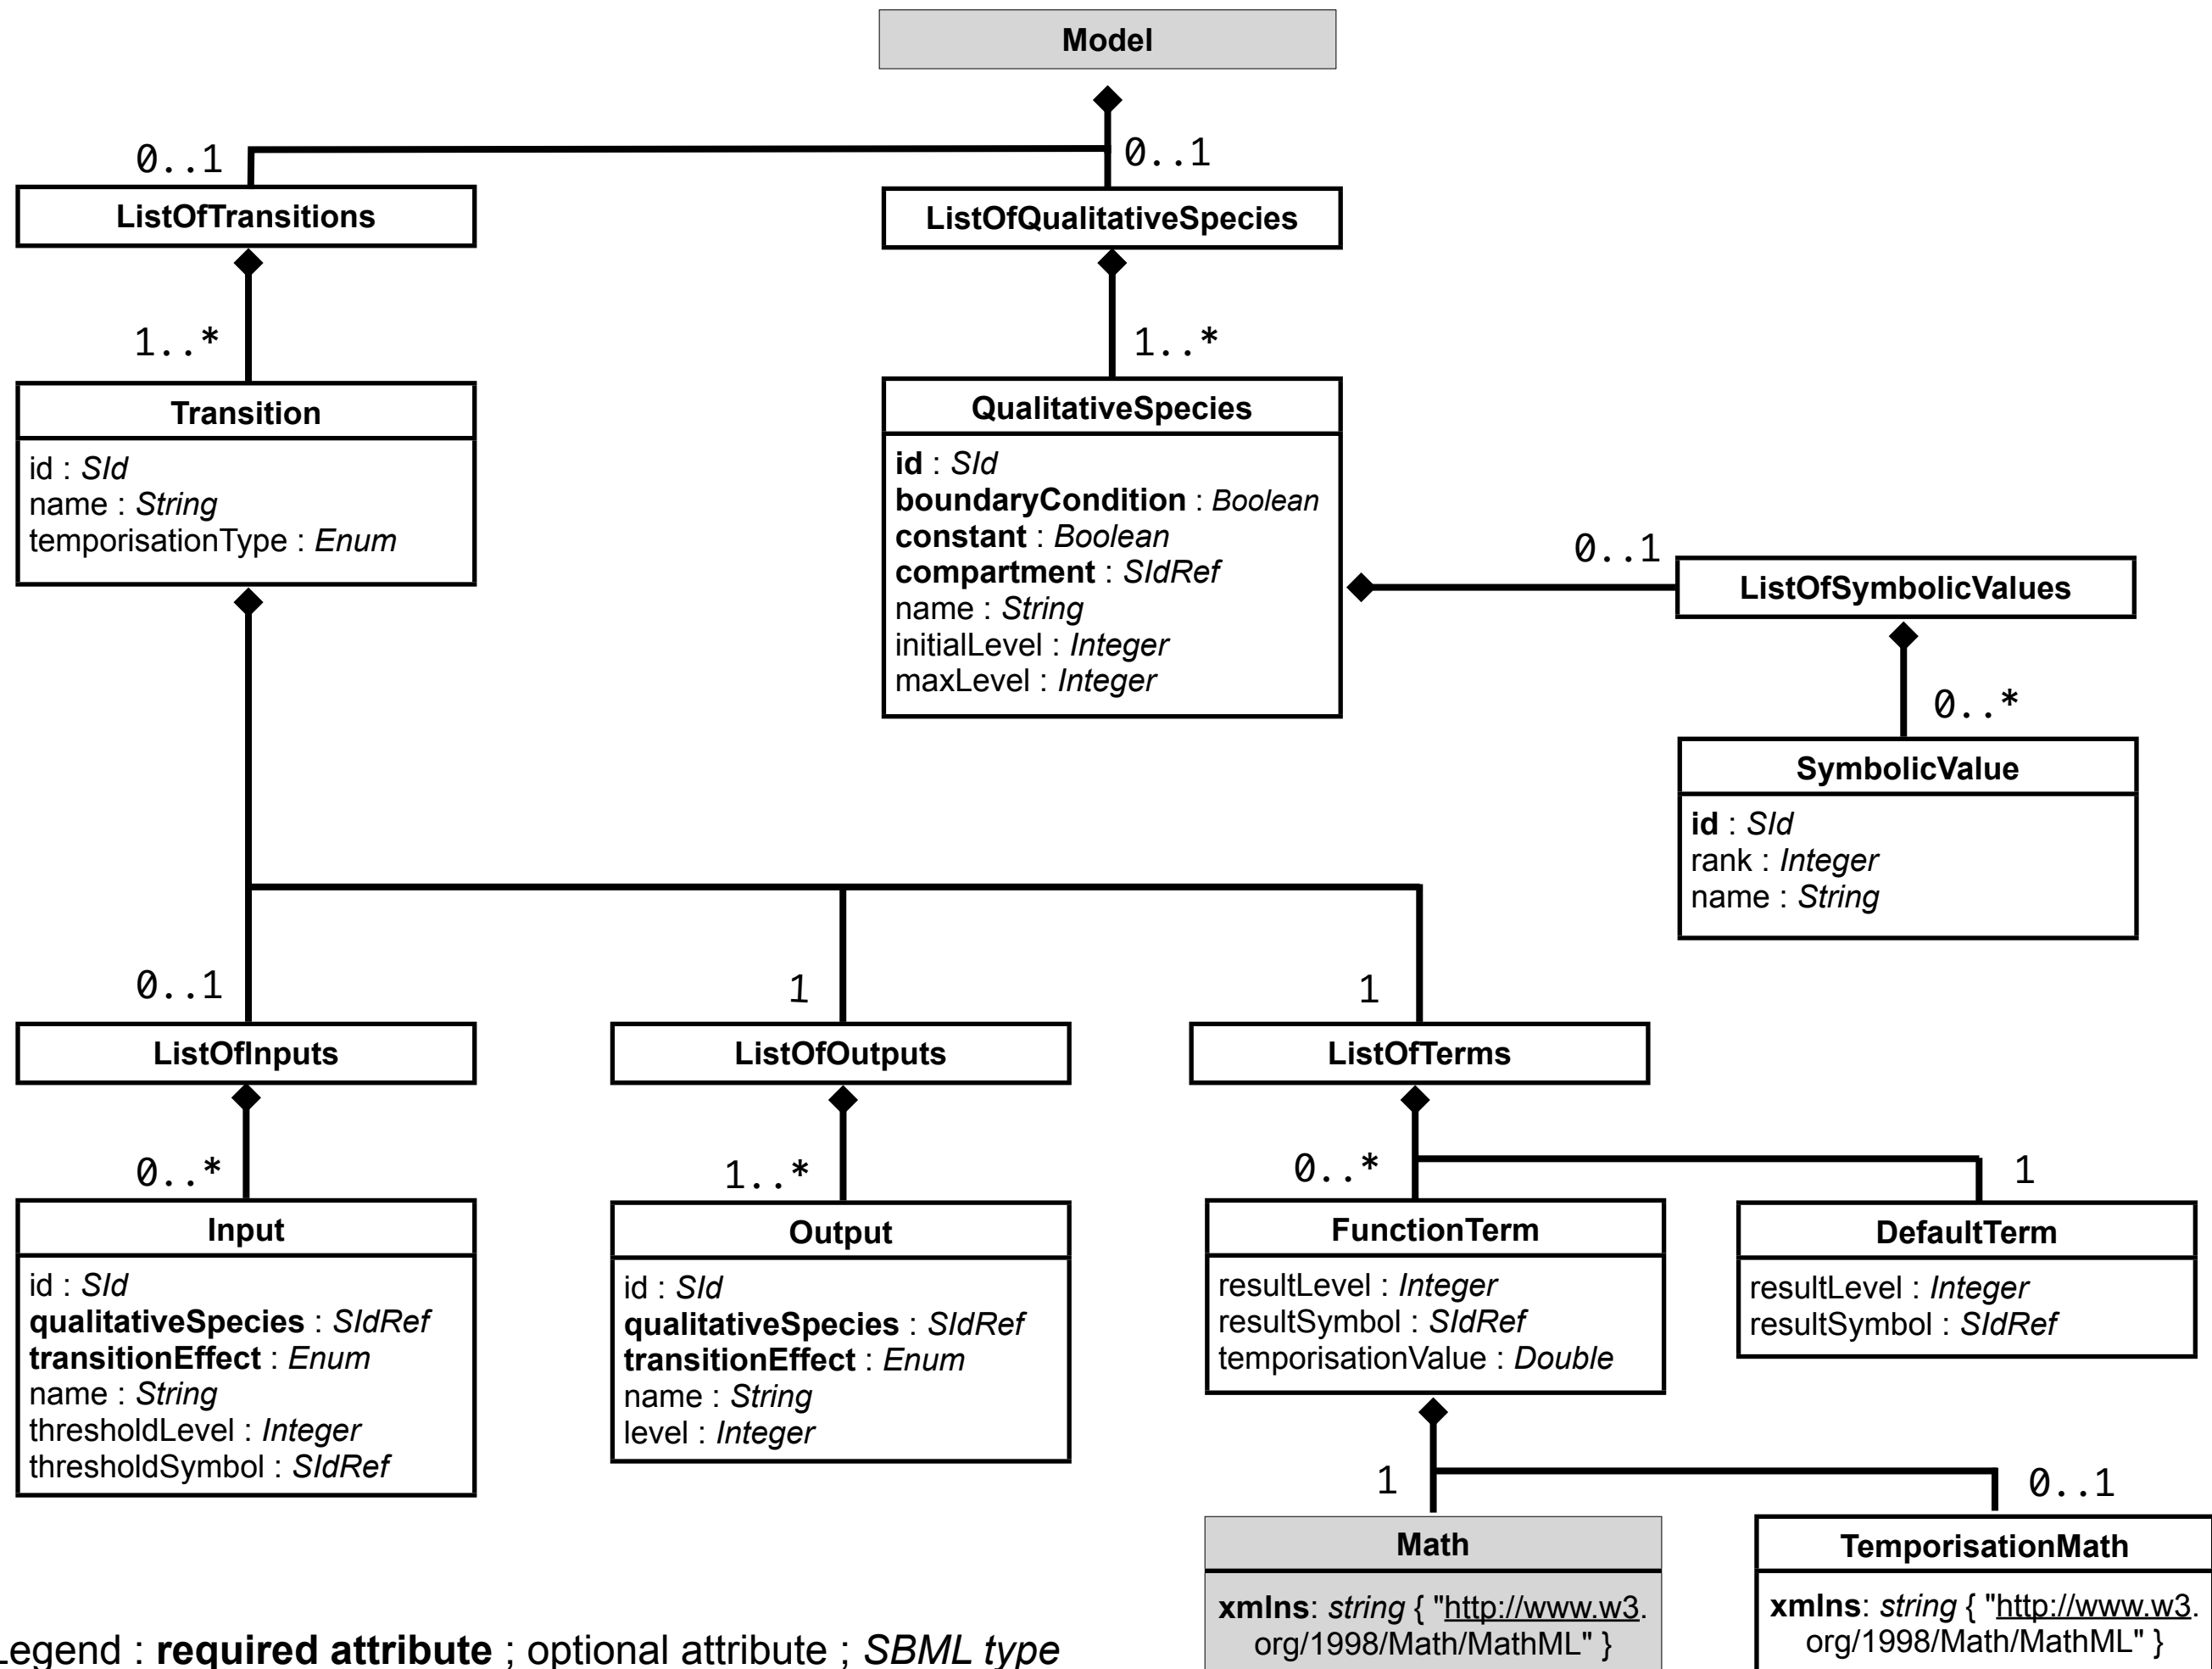 Model
0..1
0..1
ListOfTransitions
ListOfQualitativeSpecies
1..*
1..*
Transition
id : SId
name : String
temporisationType : Enum
QualitativeSpecies
id : SId
boundaryCondition : Boolean
constant : Boolean
compartment : SIdRef
name : String
initialLevel : Integer
maxLevel : Integer
0..1
ListOfSymbolicValues
0..*
SymbolicValue
id : SId
rank : Integer
name : String
0..1
1
1
ListOfInputs
ListOfOutputs
ListOfTerms
0..*
1..*
0..*
1
Input
id : SId
qualitativeSpecies : SIdRef
transitionEffect : Enum
name : String
thresholdLevel : Integer
thresholdSymbol : SIdRef
Output
id : SId
qualitativeSpecies : SIdRef
transitionEffect : Enum
name : String
level : Integer
FunctionTerm
resultLevel : Integer
resultSymbol : SIdRef
temporisationValue : Double
DefaultTerm
resultLevel : Integer
resultSymbol : SIdRef
1
0..1
Math
xmlns: string { "http://www.w3.
org/1998/Math/MathML" }
TemporisationMath
xmlns: string { "http://www.w3.
org/1998/Math/MathML" }
Legend : required attribute ; optional attribute ; SBML type